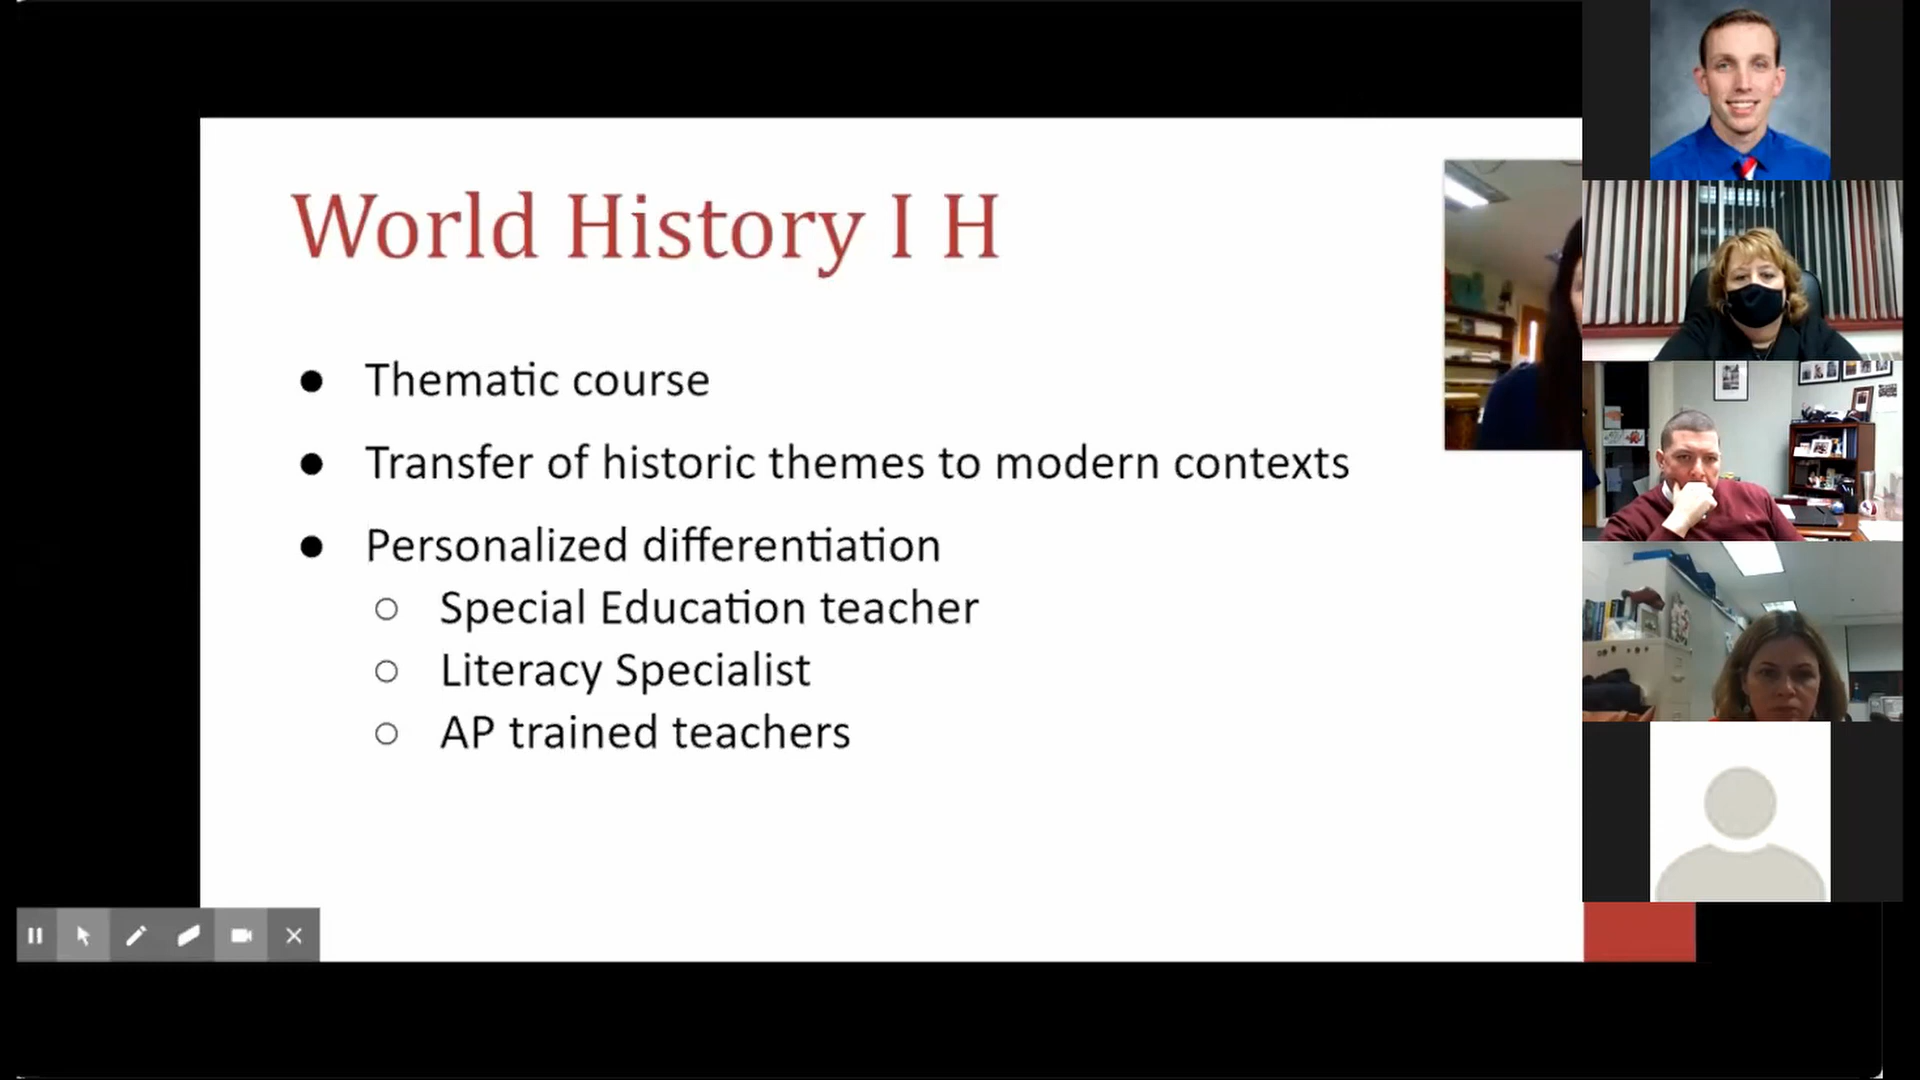 World History I H
● Thematic course
● Transfer of historic themes to modern contexts
● Personalized differentiation
○ Special Education teacher
○ Literacy Specialist
○ AP trained teachers